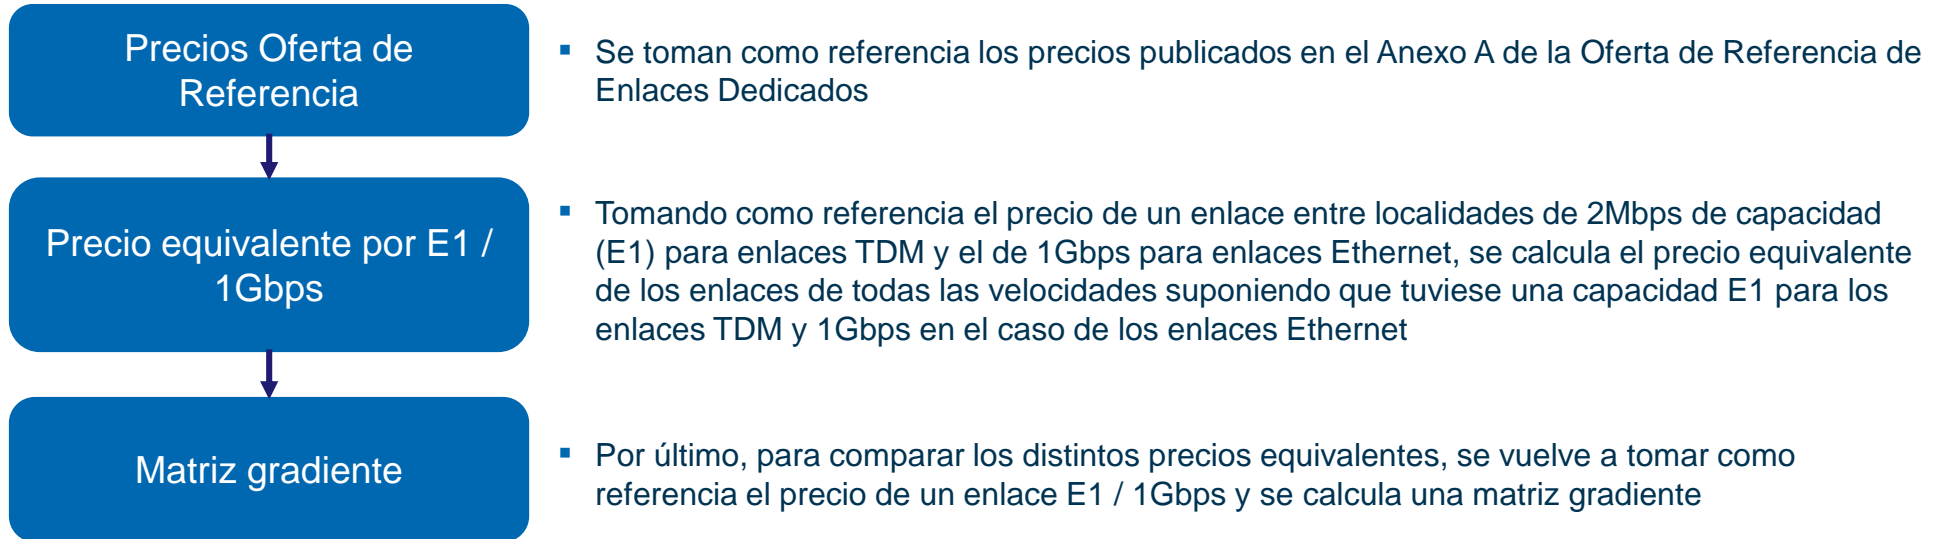 Precios Oferta de
Referencia
▪ Se toman como referencia los precios publicados en el Anexo A de la Oferta de Referencia de
Enlaces Dedicados
Precio equivalente por E1 /
1Gbps
▪ Tomando como referencia el precio de un enlace entre localidades de 2Mbps de capacidad
(E1) para enlaces TDM y el de 1Gbps para enlaces Ethernet, se calcula el precio equivalente
de los enlaces de todas las velocidades suponiendo que tuviese una capacidad E1 para los
enlaces TDM y 1Gbps en el caso de los enlaces Ethernet
Matriz gradiente
▪ Por último, para comparar los distintos precios equivalentes, se vuelve a tomar como
referencia el precio de un enlace E1 / 1Gbps y se calcula una matriz gradiente